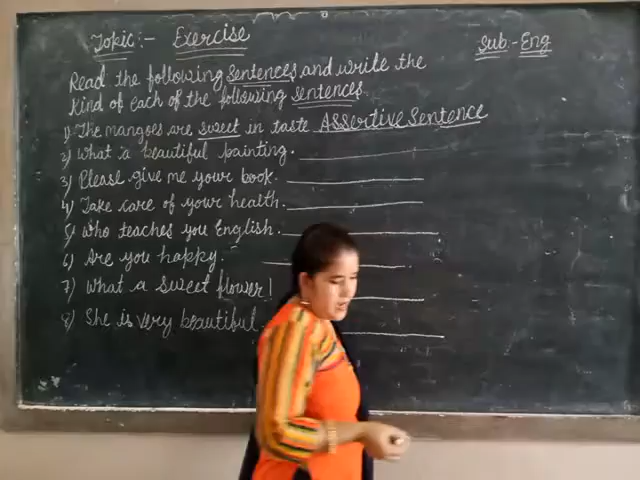 Topic:- Exercise
Sub.- Eng
Read the following sentences and write the
kind of each of the following sentences.
1) The mangoes are sweet in taste Assertive Sentence
2) What a beautiful painting.
3) Please give me your book.
4) Take care of your health.
5) Who teaches you English.
6) Are you happy.
7) What a sweet flower!
8) She is very beautiful.